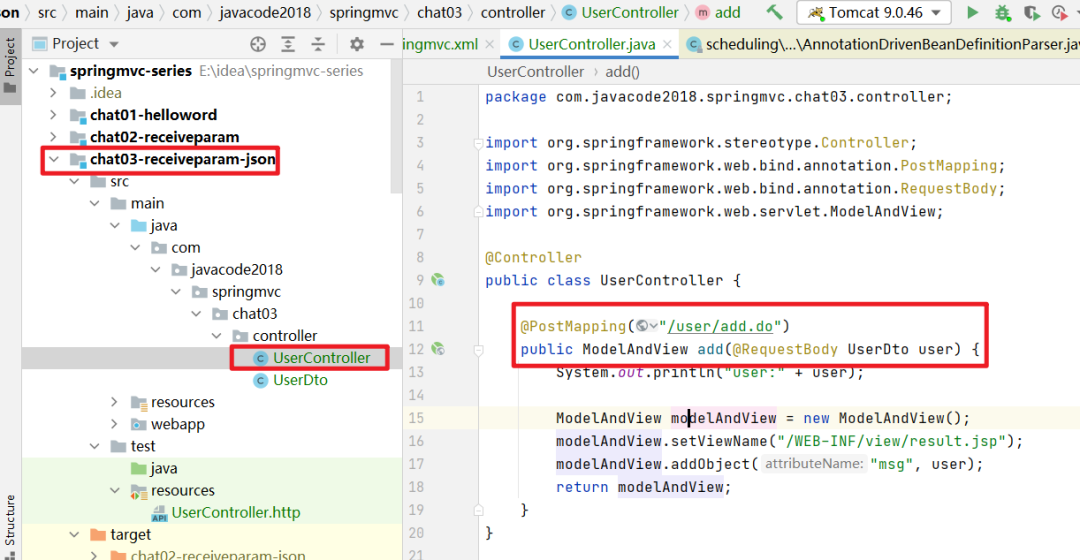 on › src › main › java › com › javacode2018 › springmvc › chat03 › controller › UserController › add Tomcat 9.0.46
Project
ingmvc.xml × UserController.java × scheduling\...\AnnotationDrivenBeanDefinitionParser.jav
UserController › add()
Project
springmvc-series E:\idea\springmvc-series
.idea
chat01-helloword
chat02-receiveparam
chat03-receiveparam-json
src
main
java
com
javacode2018
springmvc
chat03
controller
UserController
UserDto
resources
webapp
test
java
resources
UserController.http
target
chat02-receiveparam-json
Structure
1 package com.javacode2018.springmvc.chat03.controller;
2
3 import org.springframework.stereotype.Controller;
4 import org.springframework.web.bind.annotation.PostMapping;
5 import org.springframework.web.bind.annotation.RequestBody;
6 import org.springframework.web.servlet.ModelAndView;
7
8 @Controller
9 public class UserController {
10
11 @PostMapping("/user/add.do")
12 public ModelAndView add(@RequestBody UserDto user) {
13 System.out.println("user:" + user);
14
15 ModelAndView modelAndView = new ModelAndView();
16 modelAndView.setViewName("/WEB-INF/view/result.jsp");
17 modelAndView.addObject( attributeName: "msg", user);
18 return modelAndView;
19 }
20 }
21